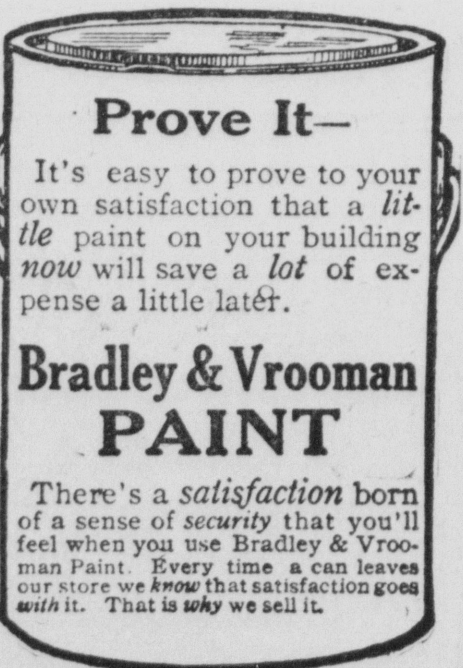 Prove It—
It's easy to prove to your
own satisfaction that a lit-
tle paint on your building
now will save a lot of ex-
pense a little later.
Bradley & Vrooman
PAINT
There's a satisfaction born
of a sense of security that you'll
feel when you use Bradley & Vroo-
man Paint. Every time a can leaves
our store we know that satisfaction goes
with it. That is why we sell it.